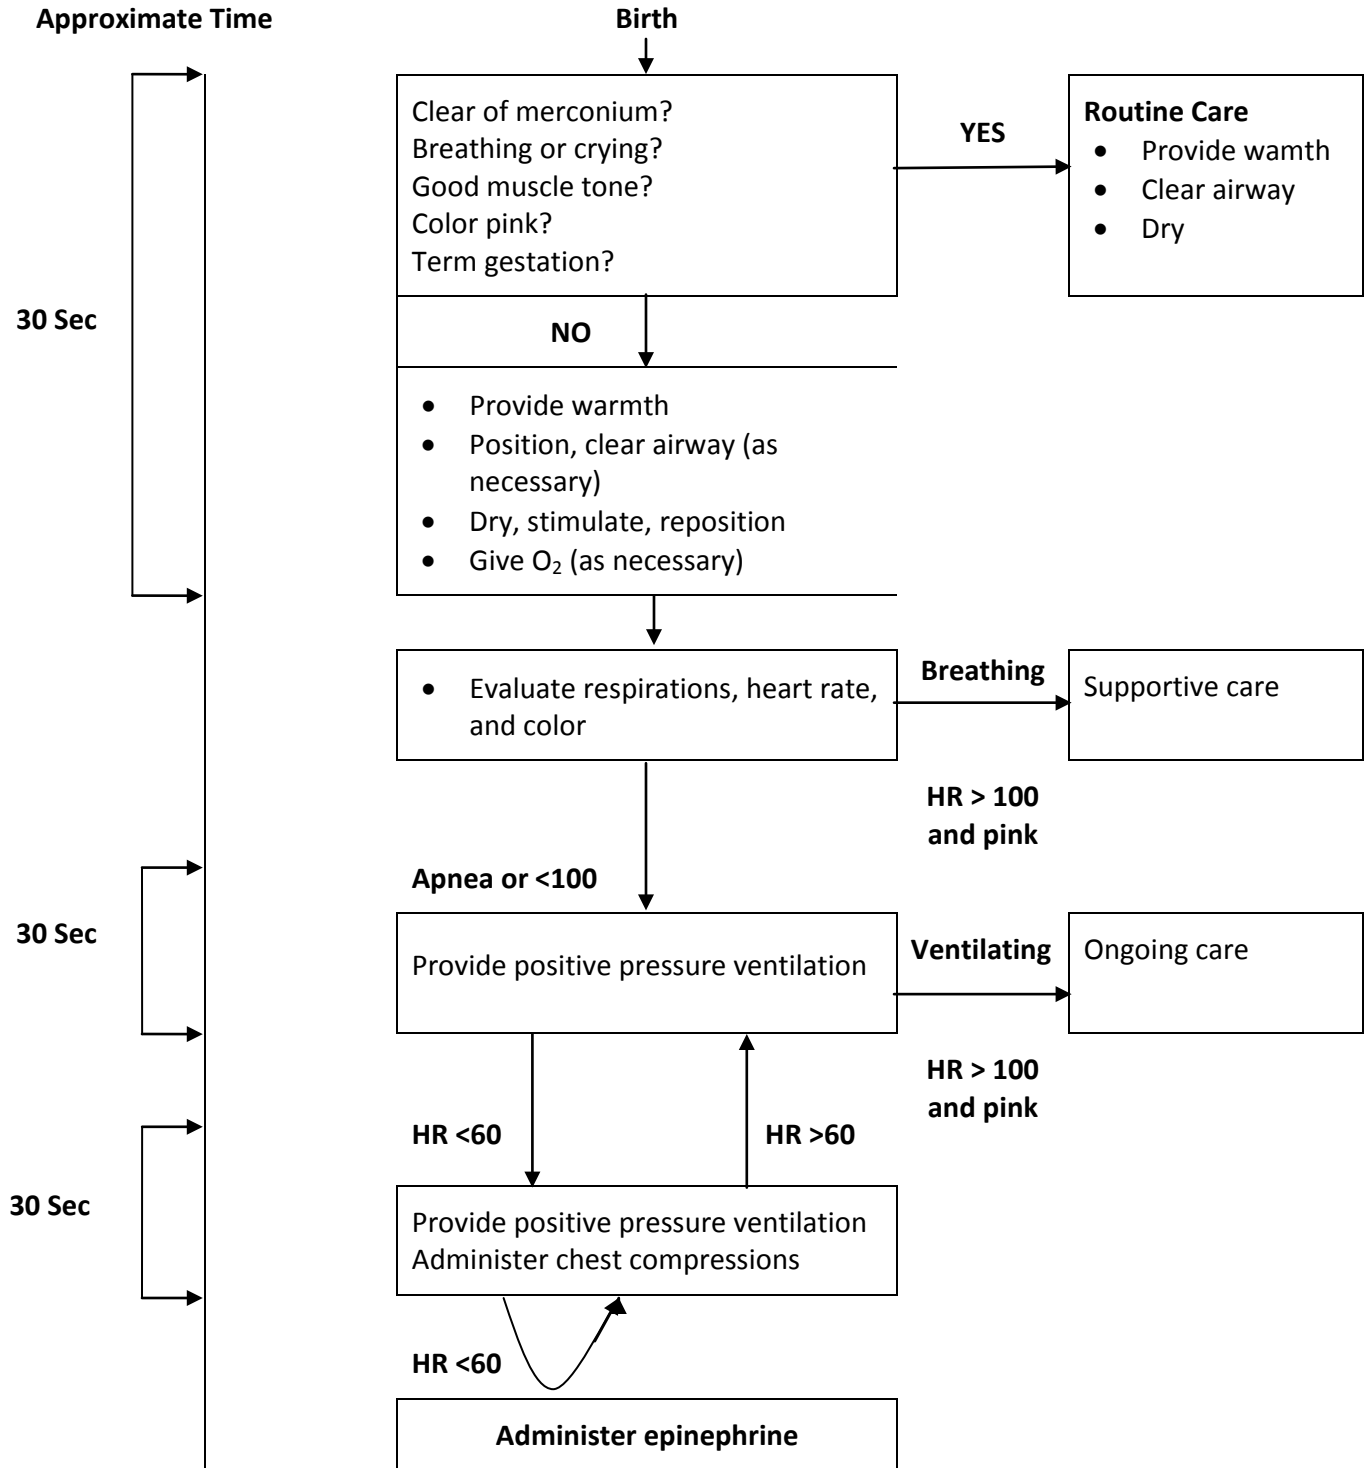 Approximate Time
Birth
Clear of merconium?
Breathing or crying?
Good muscle tone?
Color pink?
Term gestation?
YES
Routine Care
• Provide wamth
• Clear airway
• Dry
30 Sec
NO
• Provide warmth
• Position, clear airway (as
necessary)
• Dry, stimulate, reposition
• Give O₂ (as necessary)
• Evaluate respirations, heart rate,
and color
Breathing
Supportive care
HR > 100
and pink
Apnea or <100
30 Sec
Provide positive pressure ventilation
Ventilating
Ongoing care
HR > 100
and pink
HR <60
HR >60
30 Sec
Provide positive pressure ventilation
Administer chest compressions
HR <60
Administer epinephrine